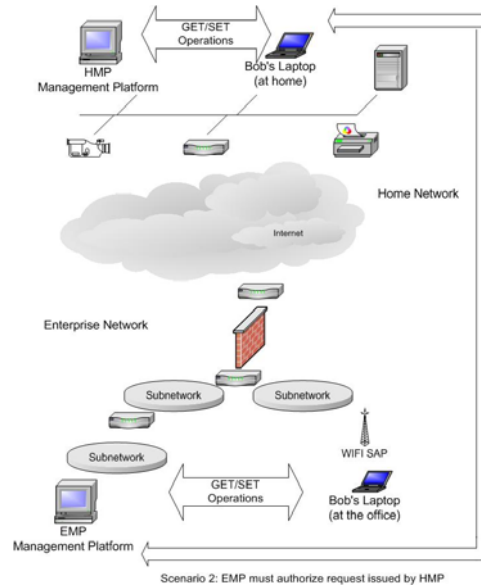 GET/SET
Operations
HMP
Management Platform
Bob's Laptop
(at home)
Home Network
Internet
Enterprise Network
Subnetwork
Subnetwork
WIFI SAP
Subnetwork
GET/SET
Operations
Bob's Laptop
(at the office)
EMP
Management Platform
Scenario 2: EMP must authorize request issued by HMP